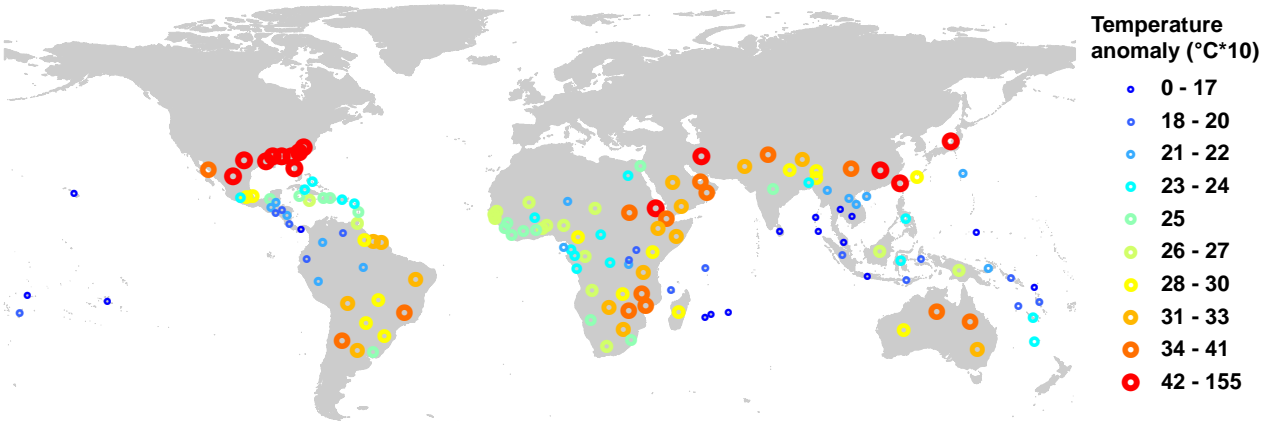 Temperature
anomaly (°C*10)
0 - 17
18 - 20
21 - 22
23 - 24
25
26 - 27
28 - 30
31 - 33
34 - 41
42 - 155